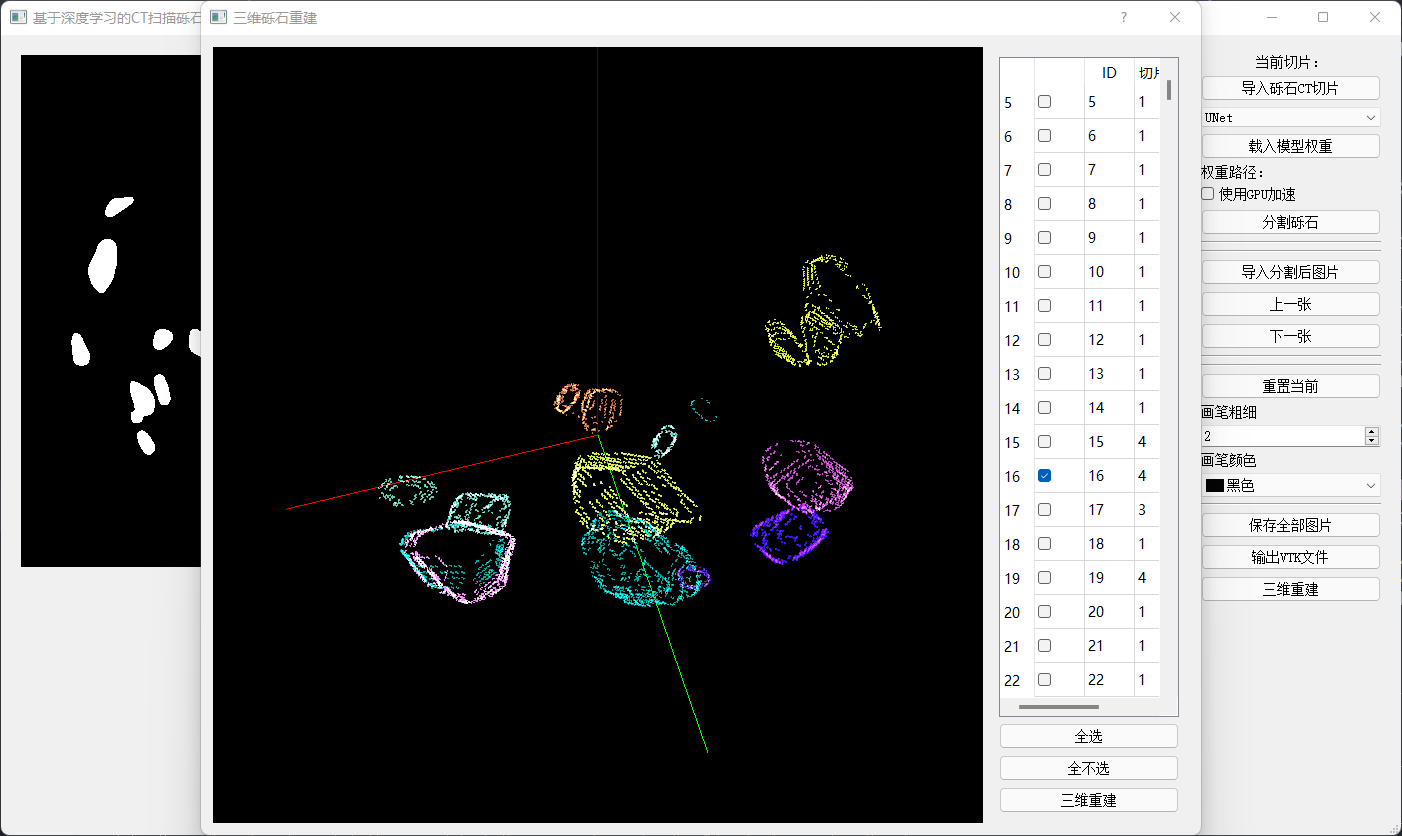 基于深度学习的CT扫描砾石
三维砾石重建
?
ID 切片
5 5 1
6 6 1
7 7 1
8 8 1
9 9 1
10 10 1
11 11 1
12 12 1
13 13 1
14 14 1
15 15 4
16 16 4
17 17 3
18 18 1
19 19 4
20 20 1
21 21 1
22 22 1
全选
全不选
三维重建
当前切片：
导入砾石CT切片
UNet
载入模型权重
权重路径：
使用GPU加速
分割砾石
导入分割后图片
上一张
下一张
重置当前
画笔粗细
2
画笔颜色
黑色
保存全部图片
输出VTK文件
三维重建